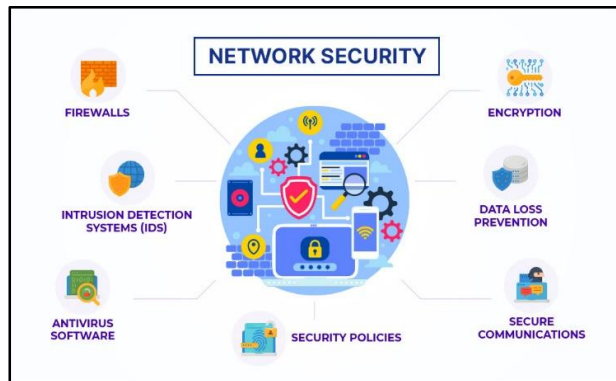 NETWORK SECURITY
FIREWALLS
ENCRYPTION
INTRUSION DETECTION
SYSTEMS (IDS)
DATA LOSS
PREVENTION
ANTIVIRUS
SOFTWARE
SECURITY POLICIES
SECURE
COMMUNICATIONS